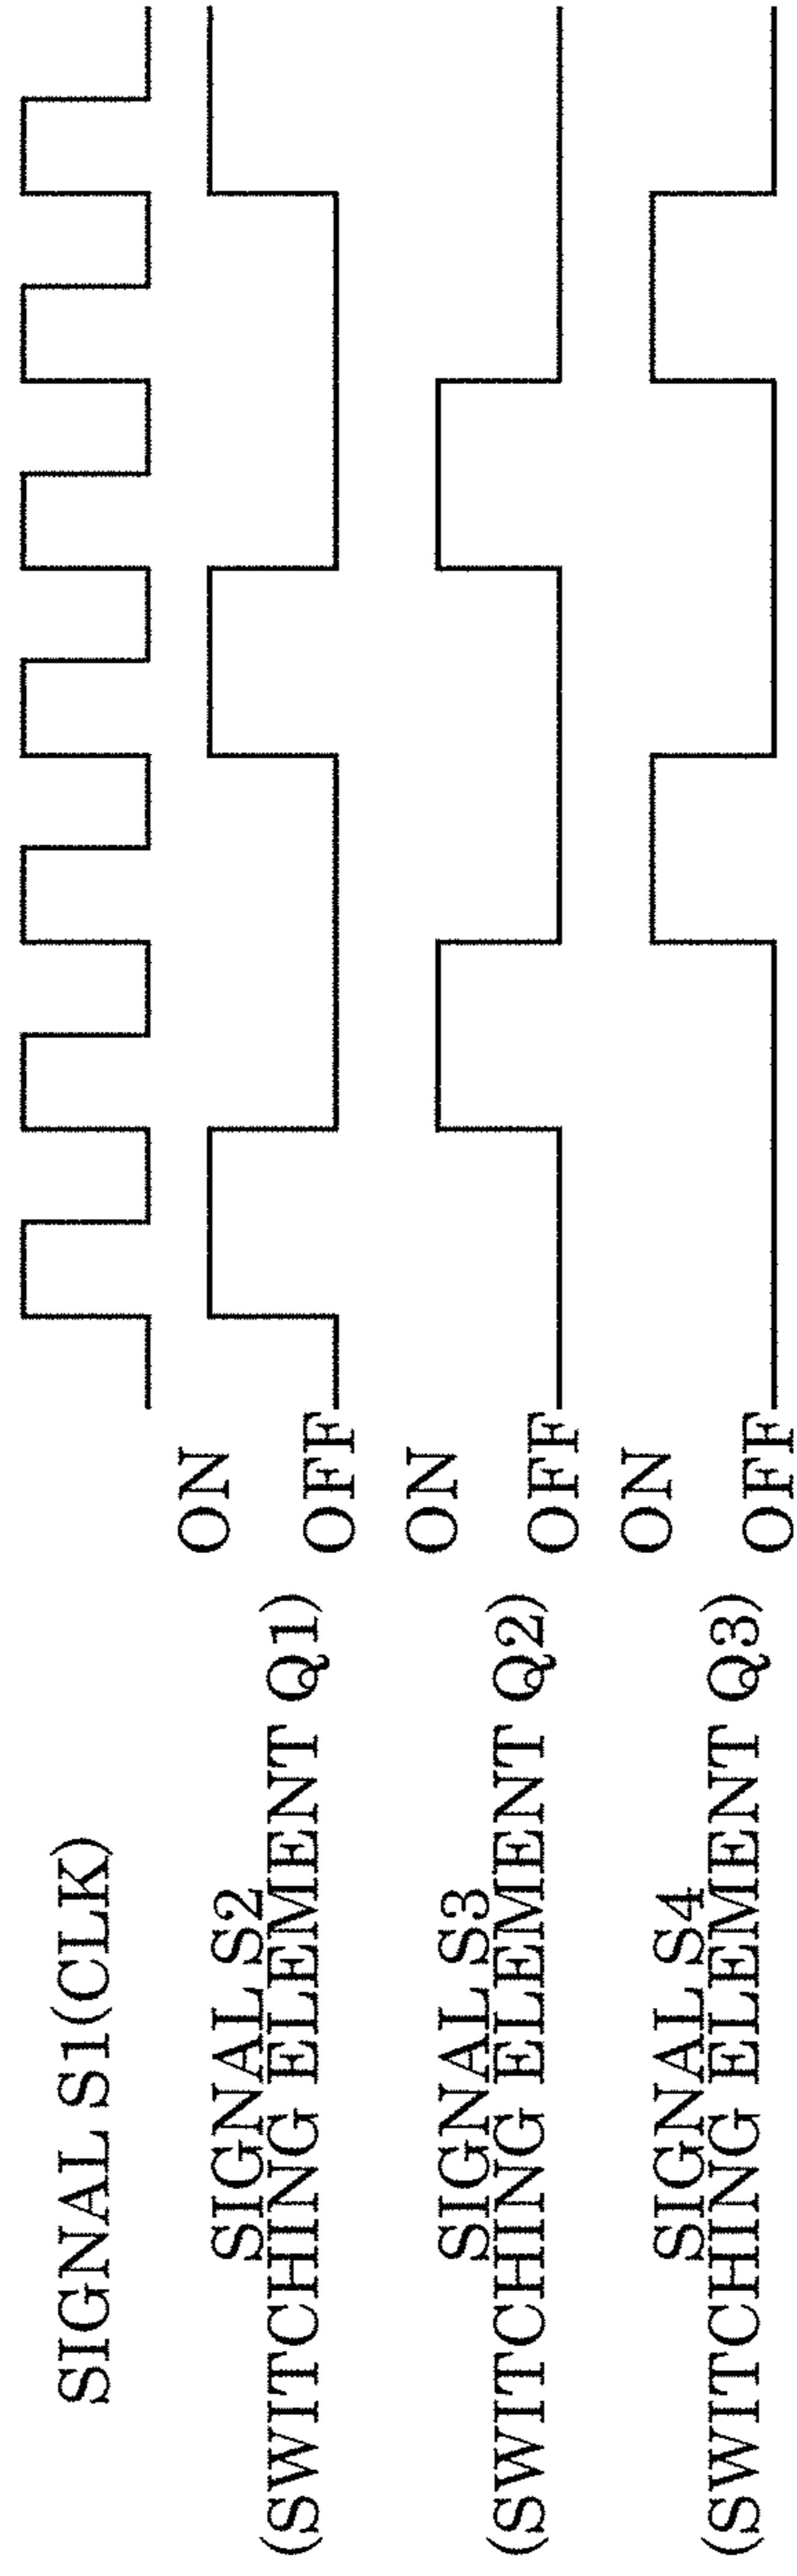 SIGNAL S1(CLK)
ON
SIGNAL S2
(SWITCHING ELEMENT Q1)
OFF
ON
SIGNAL S3
(SWITCHING ELEMENT Q2)
OFF
ON
SIGNAL S4
(SWITCHING ELEMENT Q3)
OFF